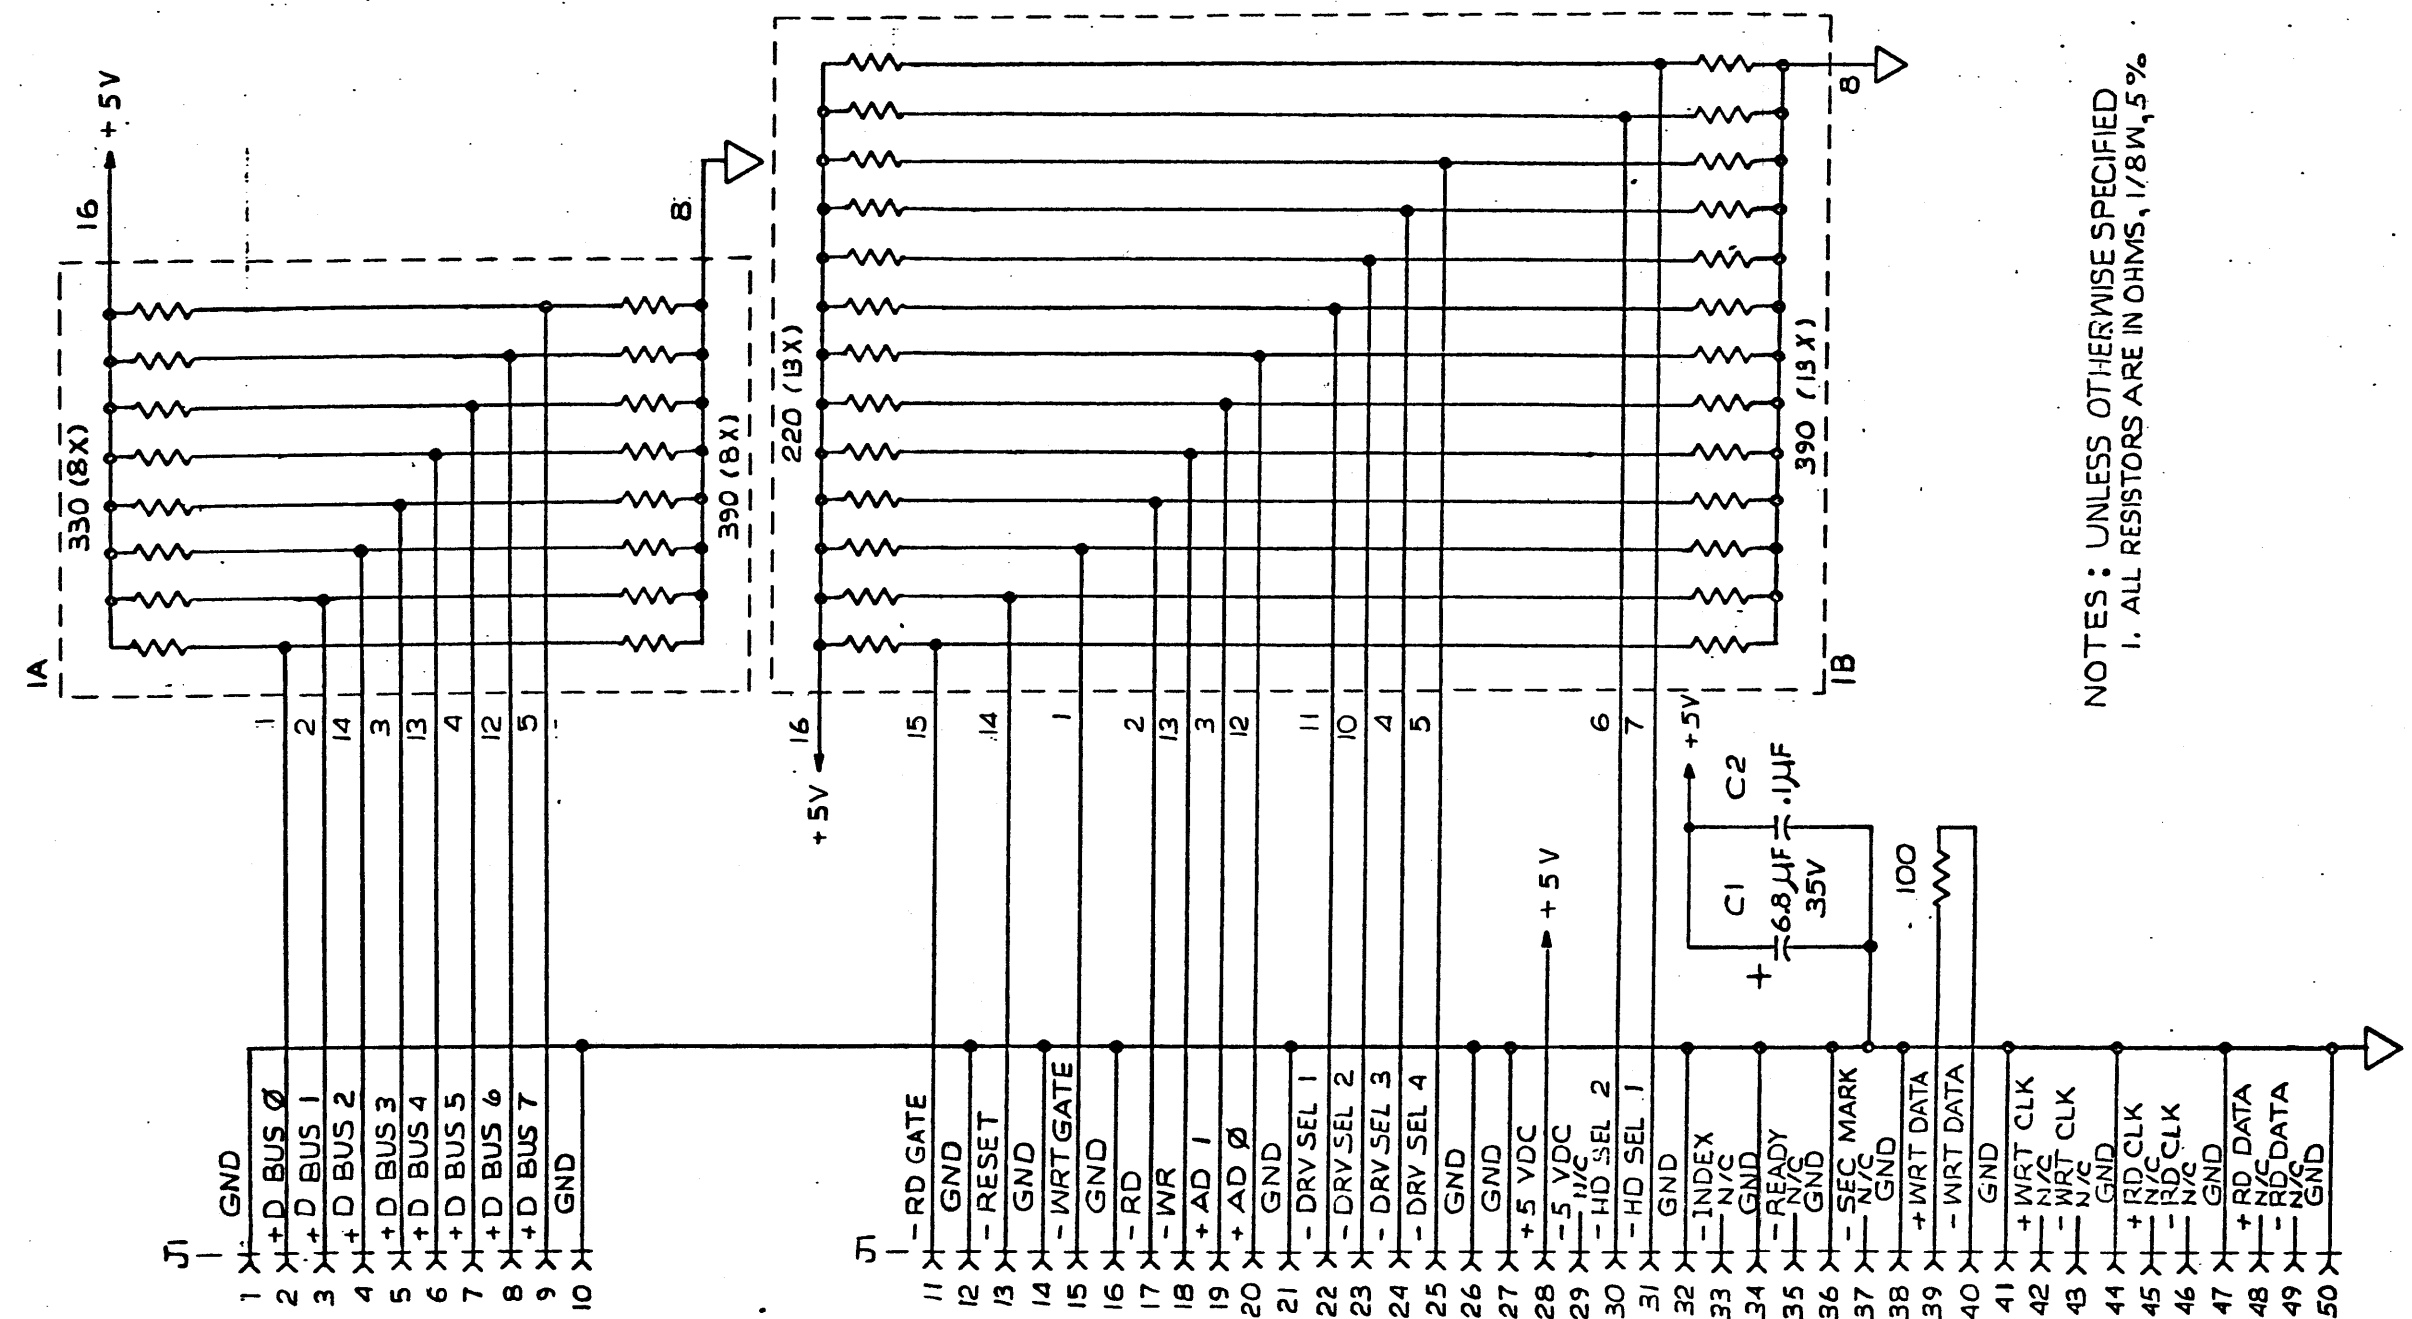 1A
330 (8X)
16
+5V
390 (8X)
8
1
2
14
3
13
4
12
5
220 (13X)
390 (13X)
8
1B
16
+5V
15
14
1
2
13
3
12
11
10
4
5
6
7
+5V
C2
.1µF
C1
6.8µF
35V
+
100
+5V
NOTES: UNLESS OTHERWISE SPECIFIED
1. ALL RESISTORS ARE IN OHMS, 1/8W, 5%
J1
1 GND
2 +D BUS Ø
3 +D BUS 1
4 +D BUS 2
5 +D BUS 3
6 +D BUS 4
7 +D BUS 5
8 +D BUS 6
9 +D BUS 7
10 GND
J1
11 -RD GATE
12 GND
13 -RESET
14 GND
15 -WRT GATE
16 GND
17 -RD
18 -WR
19 +AD 1
20 +AD Ø
21 GND
22 -DRV SEL 1
23 -DRV SEL 2
24 -DRV SEL 3
25 -DRV SEL 4
26 GND
27 GND
28 +5 VDC
29 -5 VDC N/C
30 -HD SEL 2
31 -HD SEL 1
32 GND
33 -INDEX N/C
34 GND
35 -READY N/C
36 GND
37 -SEC MARK N/C
38 GND
39 +WRT DATA
40 -WRT DATA
41 GND
42 +WRT CLK N/C
43 -WRT CLK N/C
44 GND
45 +RD CLK N/C
46 -RD CLK N/C
47 GND
48 +RD DATA N/C
49 -RD DATA N/C
50 GND